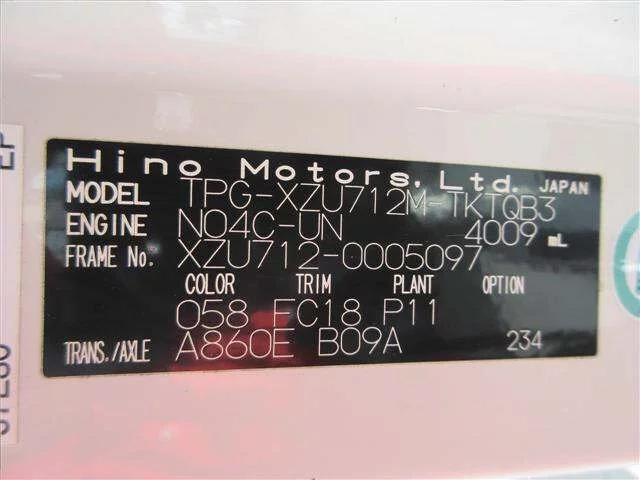 Hino Motors, Ltd. JAPAN
MODEL TPG-XZU712M-TKTQB3
ENGINE N04C-UN 4009 mL
FRAME No. XZU712-0005097
COLOR TRIM PLANT OPTION
058 FC18 P11
TRANS./AXLE A860E B09A 234